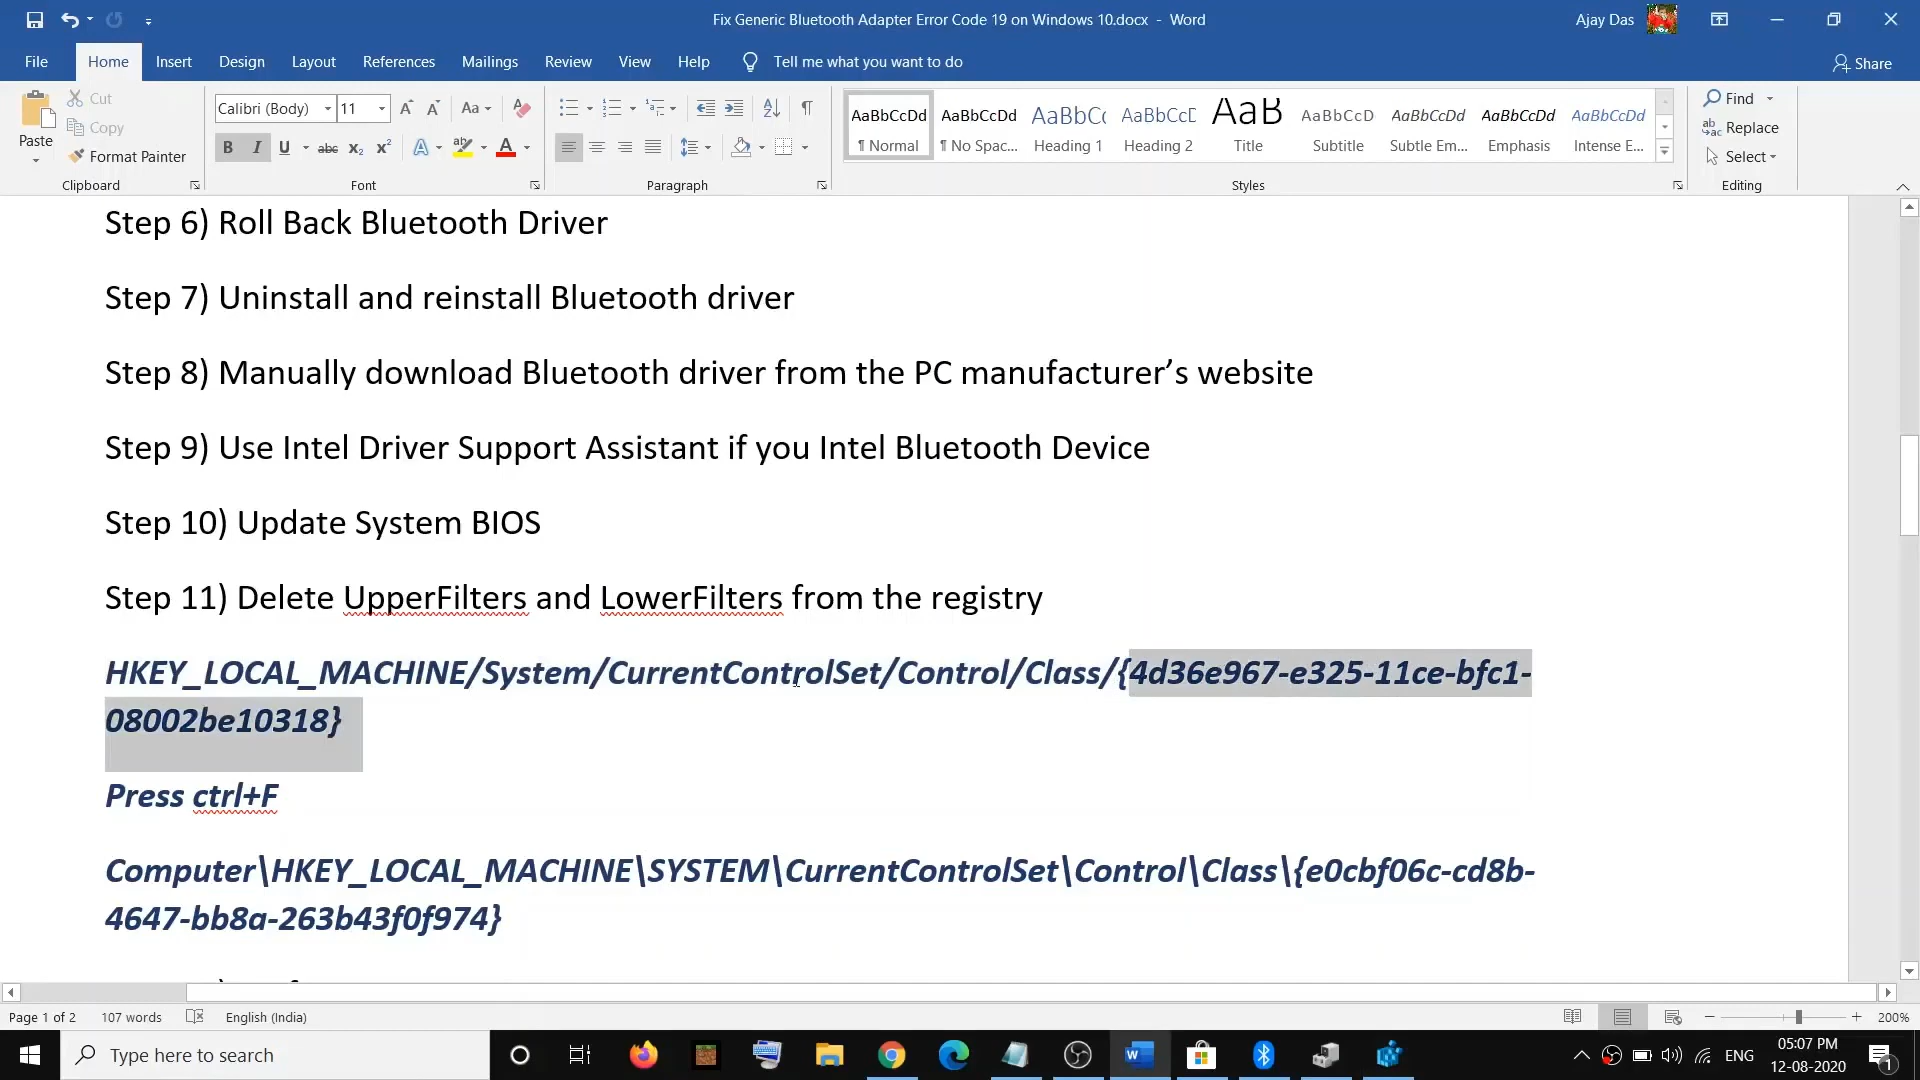 Fix Generic Bluetooth Adapter Error Code 19 on Windows 10.docx - Word
Ajay Das
File Home Insert Design Layout References Mailings Review View Help Tell me what you want to do
Share
Paste
Cut
Copy
Format Painter
Clipboard
Calibri (Body) 11
Font
Paragraph
AaBbCcDd AaBbCcDd AaBbCc AaBbCcD AaB AaBbCcD AaBbCcDd AaBbCcDd AaBbCcDd
¶ Normal ¶ No Spac... Heading 1 Heading 2 Title Subtitle Subtle Em... Emphasis Intense E...
Styles
Find
Replace
Select
Editing
Step 6) Roll Back Bluetooth Driver
Step 7) Uninstall and reinstall Bluetooth driver
Step 8) Manually download Bluetooth driver from the PC manufacturer’s website
Step 9) Use Intel Driver Support Assistant if you Intel Bluetooth Device
Step 10) Update System BIOS
Step 11) Delete UpperFilters and LowerFilters from the registry
HKEY_LOCAL_MACHINE/System/CurrentControlSet/Control/Class/{4d36e967-e325-11ce-bfc1-
08002be10318}
Press ctrl+F
Computer\HKEY_LOCAL_MACHINE\SYSTEM\CurrentControlSet\Control\Class\{e0cbf06c-cd8b-
4647-bb8a-263b43f0f974}
Page 1 of 2 107 words English (India)
200%
Type here to search
ENG
05:07 PM
12-08-2020
1